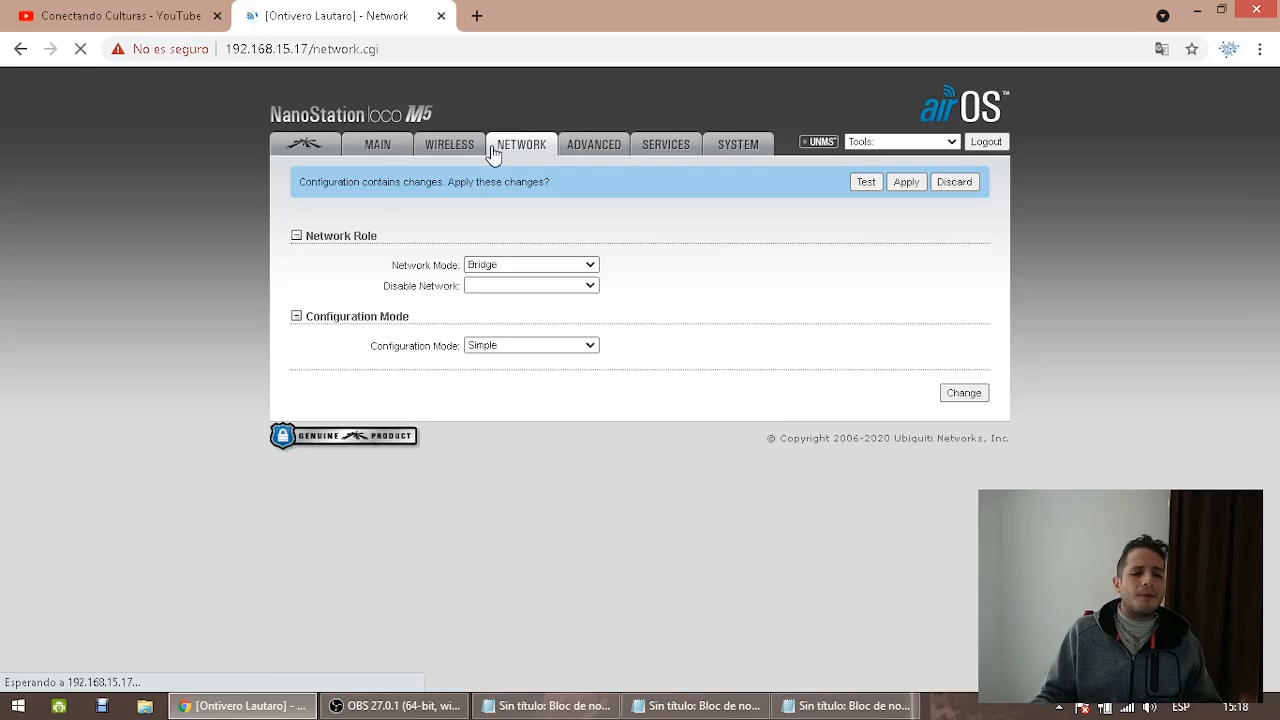 Conectando Culturas - YouTube
[Ontivero Lautaro] - Network
No es seguro
192.168.15.17/network.cgi
NanoStation loco M5
airOS™
MAIN
WIRELESS
NETWORK
ADVANCED
SERVICES
SYSTEM
UNMS™
Tools:
Logout
Configuration contains changes. Apply these changes?
Test
Apply
Discard
Network Role
Network Mode:
Bridge
Disable Network:
Configuration Mode
Configuration Mode:
Simple
Change
GENUINE PRODUCT
© Copyright 2006-2020 Ubiquiti Networks, Inc.
Esperando a 192.168.15.17...
[Ontivero Lautaro] - ...
OBS 27.0.1 (64-bit, wi...
Sin título: Bloc de no...
Sin título: Bloc de no...
Sin título: Bloc de no...
ESP
15:18